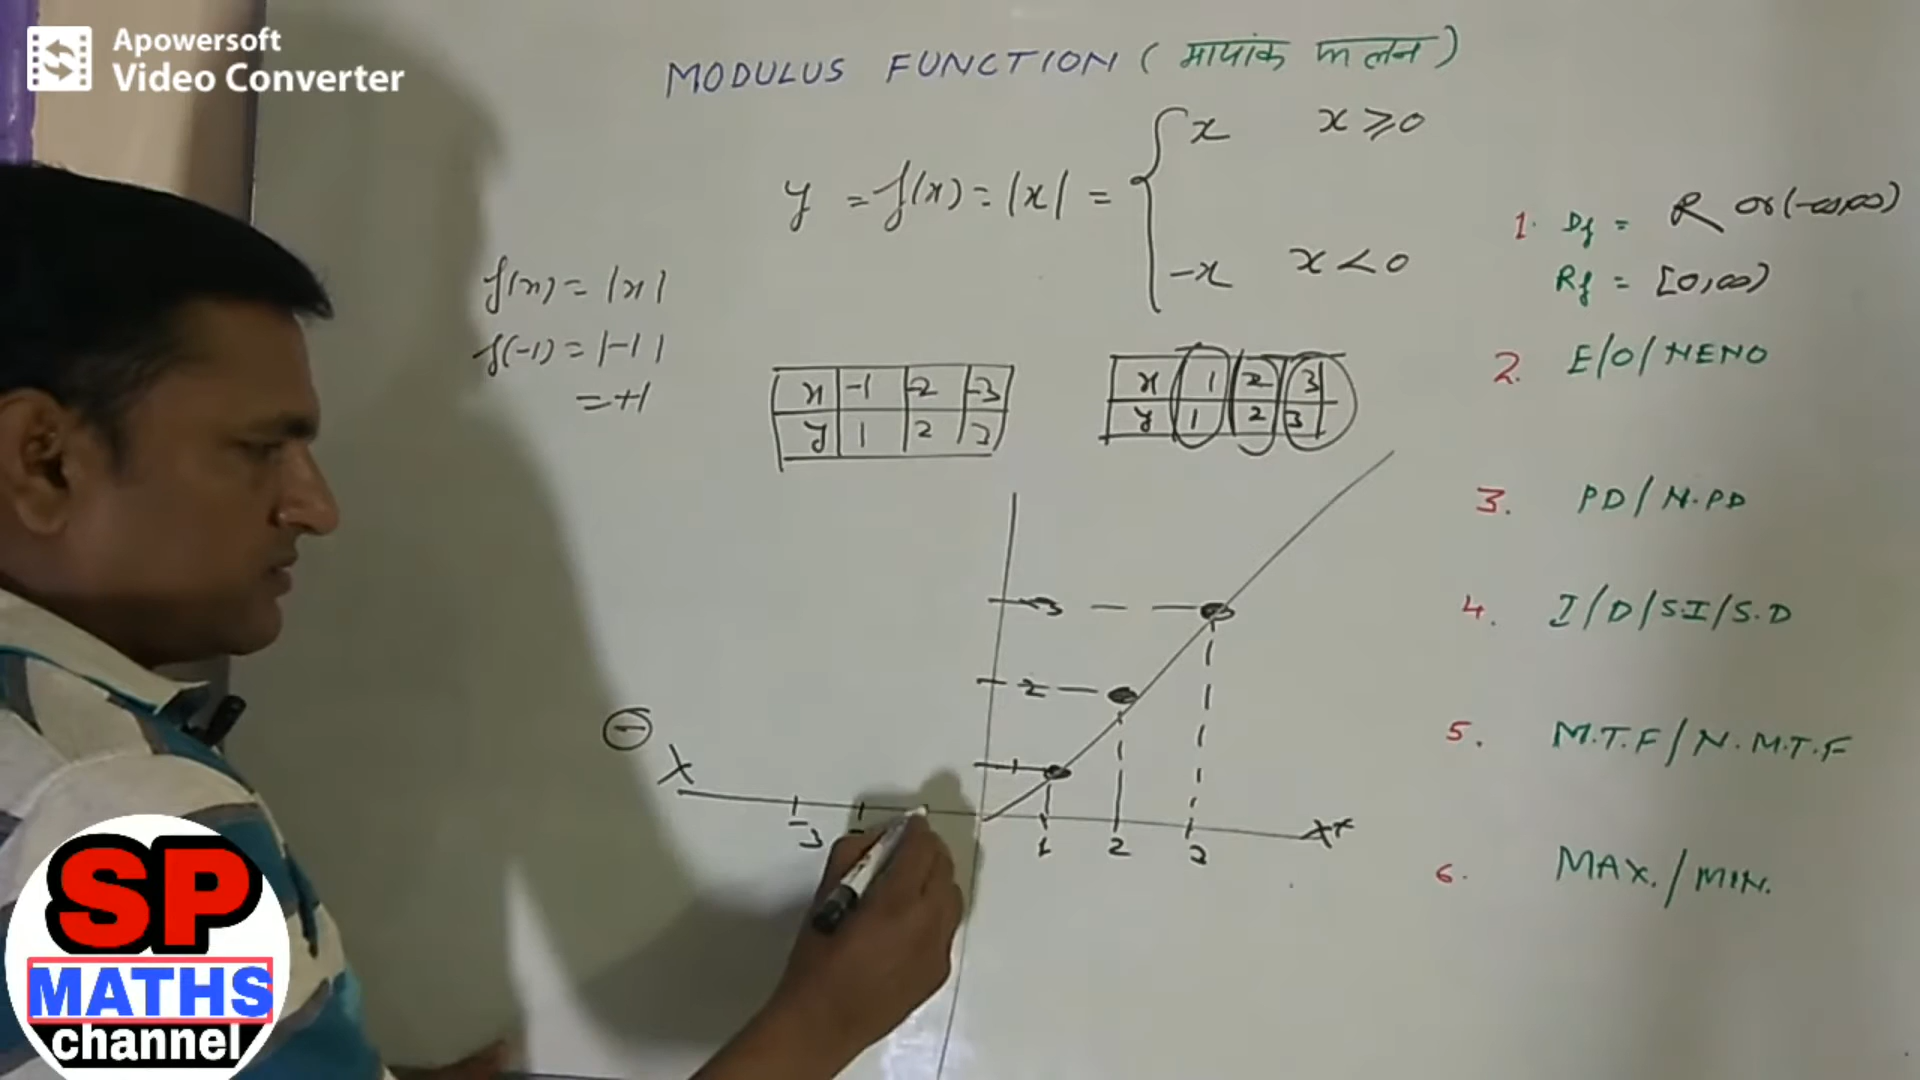 Apowersoft
Video Converter
MODULUS FUNCTION (मापांक फलन)
y = f(x) = |x| = { x x ≥ 0
-x x < 0
f(x) = |x|
f(-1) = |-1|
= +1
x -1 -2 -3
y 1 2 3
x 1 2 3
y 1 2 3
3
2
1
X
-3
1 2 3
X+
1. Df = R or (-∞,∞)
Rf = [0,∞)
2. E/O/NENO
3. PD/N.PD
4. I/D/S.I/S.D
5. M.T.F/N.M.T.F
6. MAX./MIN.
SP
MATHS
channel